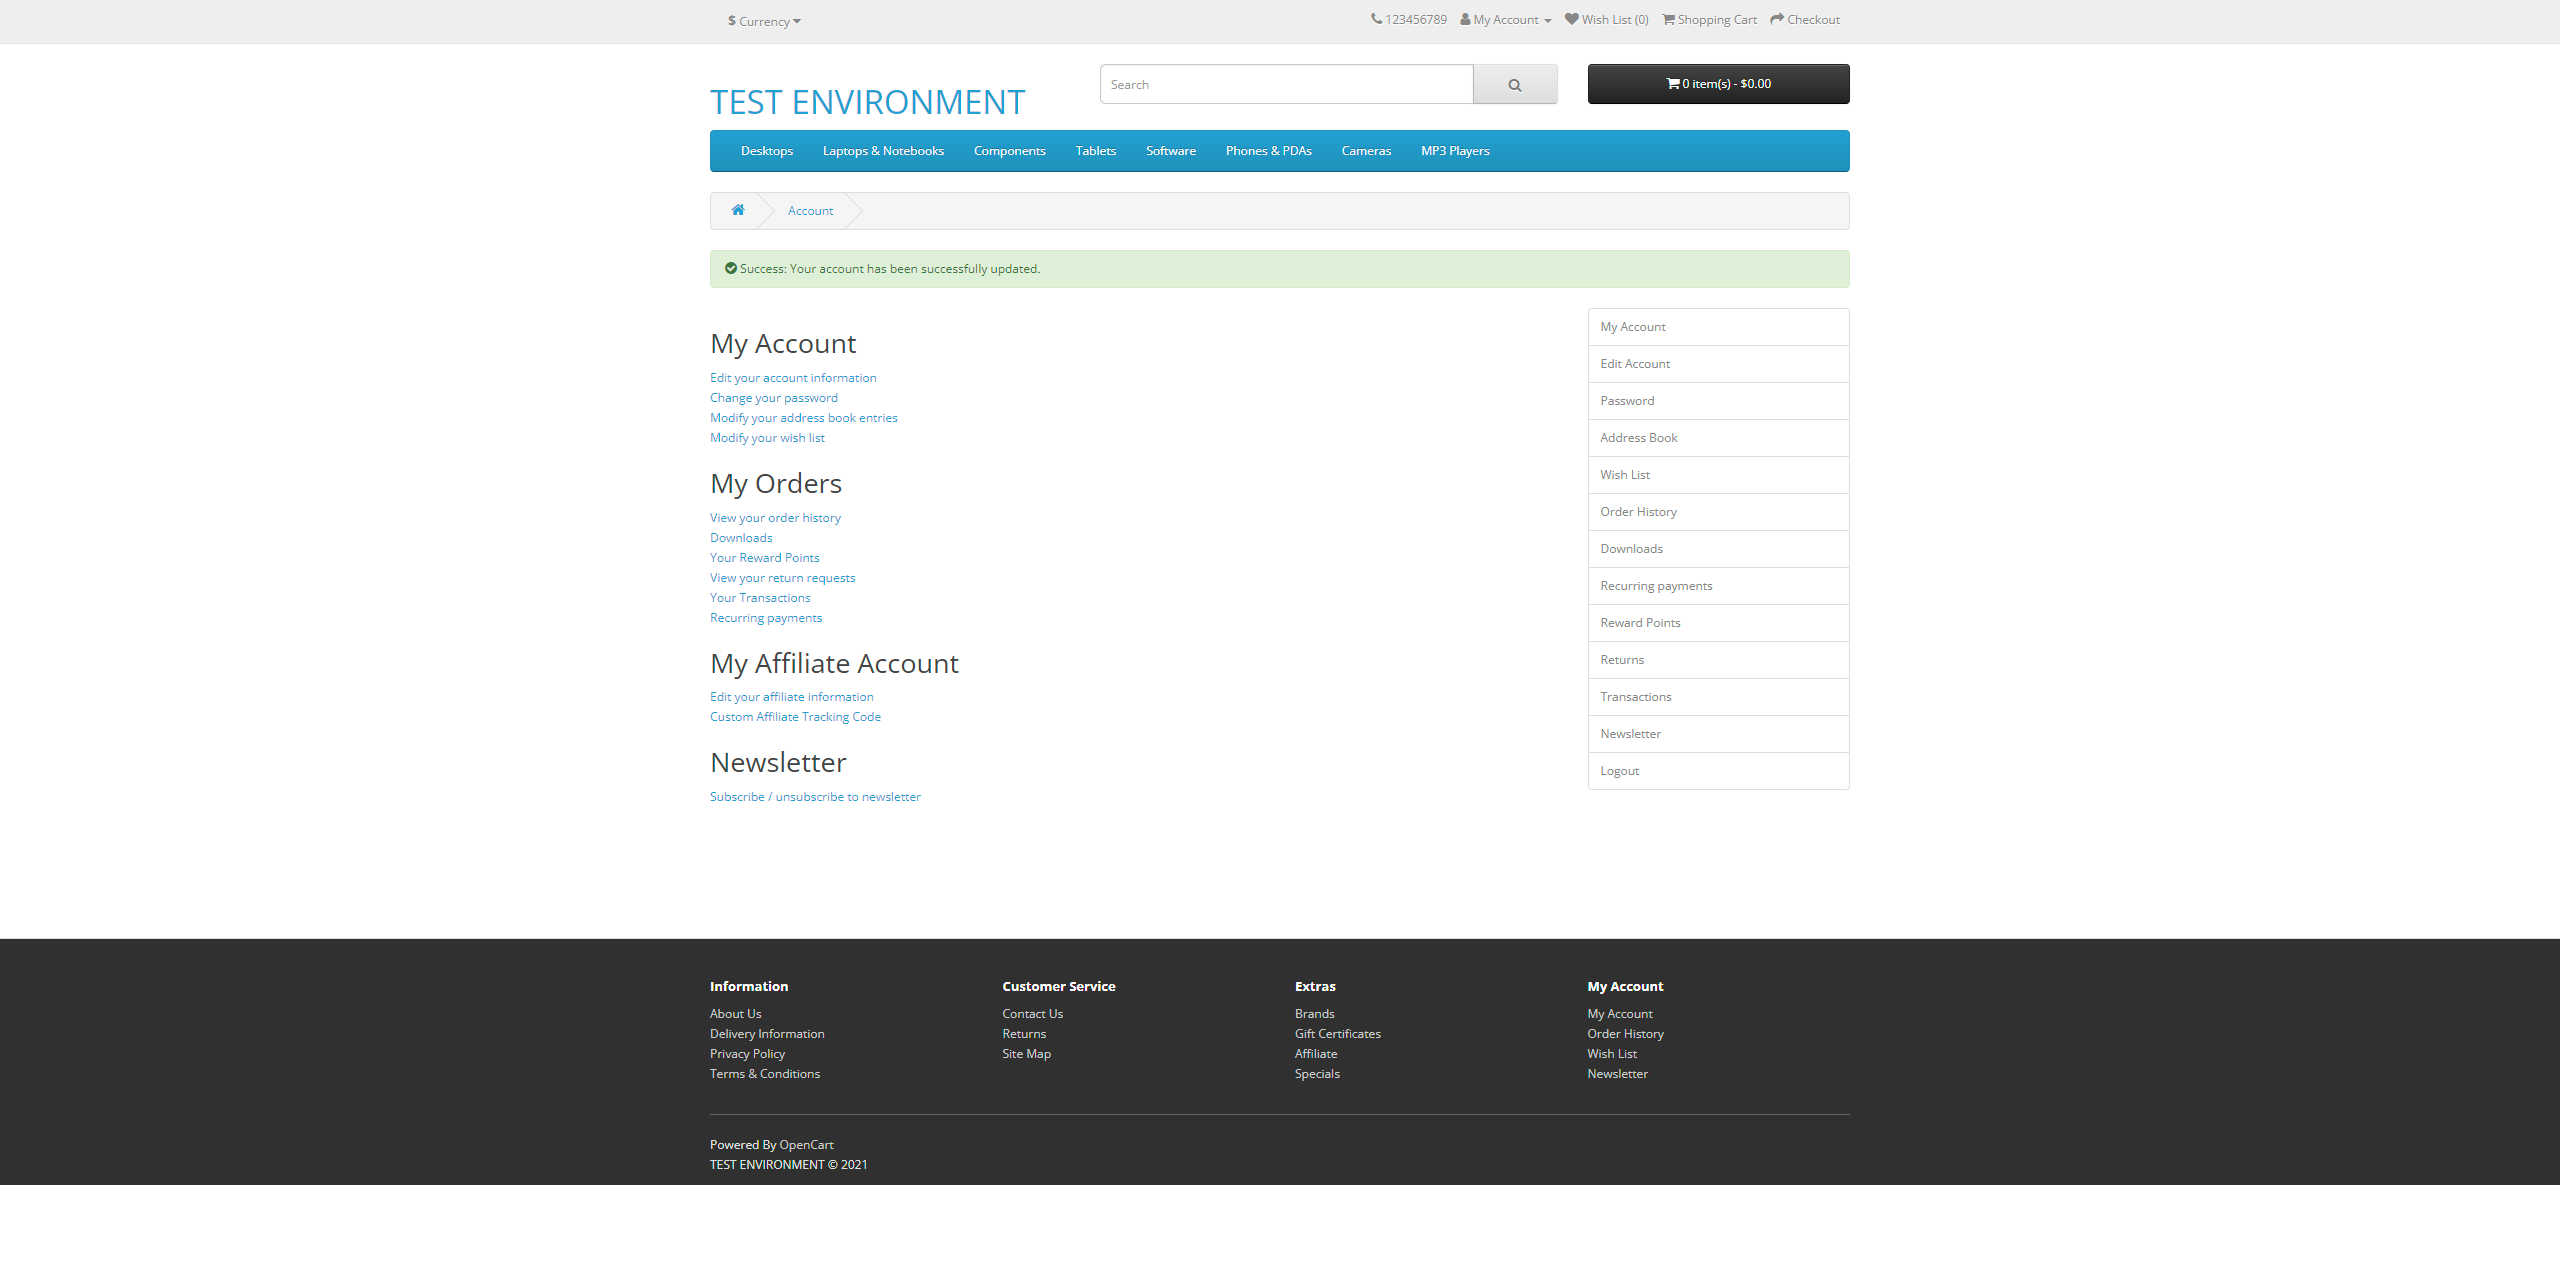 $ Currency
123456789 My Account Wish List (0) Shopping Cart Checkout
TEST ENVIRONMENT
Search
0 item(s) - $0.00
Desktops Laptops & Notebooks Components Tablets Software Phones & PDAs Cameras MP3 Players
Account
Success: Your account has been successfully updated.
My Account
Edit your account information
Change your password
Modify your address book entries
Modify your wish list
My Orders
View your order history
Downloads
Your Reward Points
View your return requests
Your Transactions
Recurring payments
My Affiliate Account
Edit your affiliate information
Custom Affiliate Tracking Code
Newsletter
Subscribe / unsubscribe to newsletter
My Account
Edit Account
Password
Address Book
Wish List
Order History
Downloads
Recurring payments
Reward Points
Returns
Transactions
Newsletter
Logout
Information
About Us
Delivery Information
Privacy Policy
Terms & Conditions
Customer Service
Contact Us
Returns
Site Map
Extras
Brands
Gift Certificates
Affiliate
Specials
My Account
My Account
Order History
Wish List
Newsletter
Powered By OpenCart
TEST ENVIRONMENT © 2021